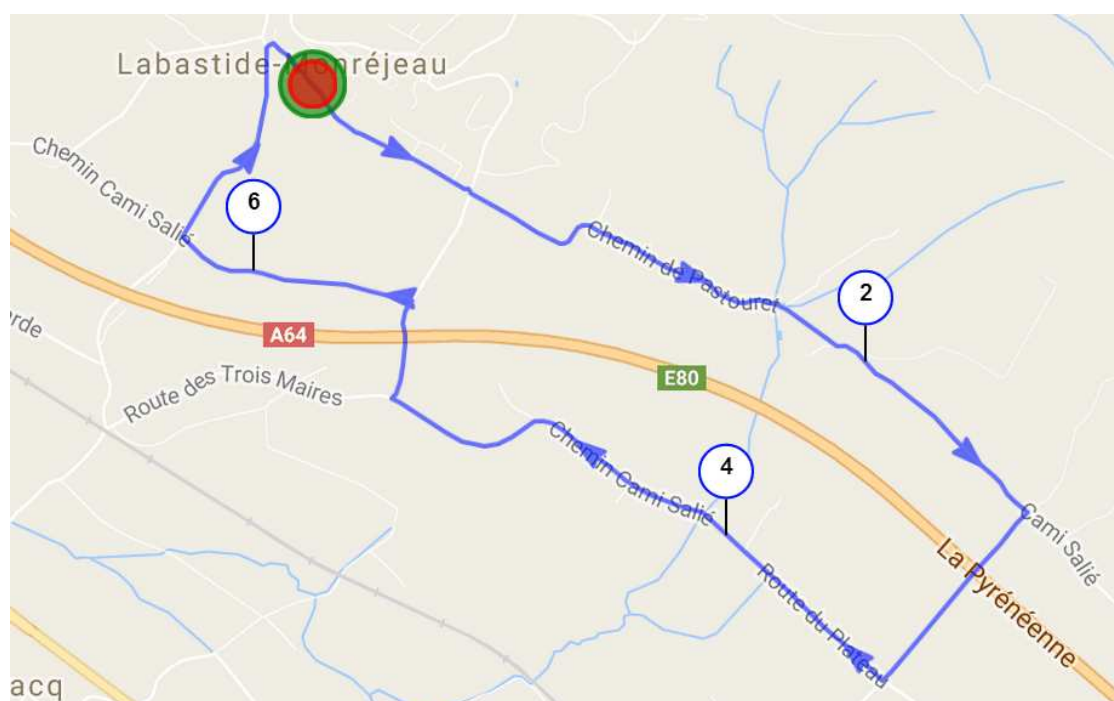 Labastide-Monréjeau
Chemin Cami Salié
6
Chemin de Pastouret
2
A64
erde
E80
Route des Trois Maires
Chemin Cami Salié
4
Cami Salié
La Pyrénéenne
Route du Plateau
acq